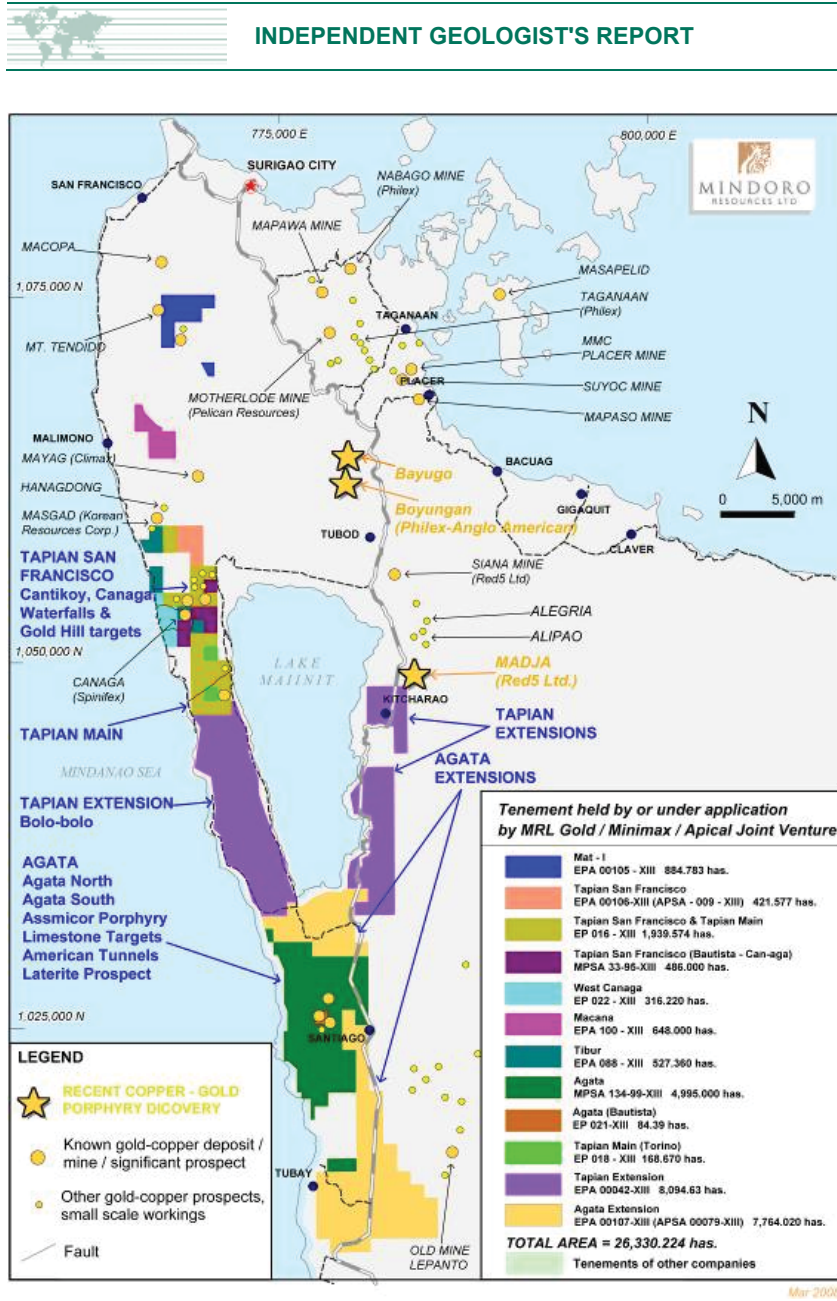 INDEPENDENT GEOLOGIST'S REPORT
775,000 E
800,000 E
SURIGAO CITY
SAN FRANCISCO
NABAGO MINE
(Philex)
MINDORO
RESOURCES LTD
MAPAWA MINE
MACOPA
MASAPELID
1,075,000 N
TAGANAAN
(Philex)
TAGANAAN
MT. TENDIDO
MMC
PLACER MINE
PLACER
SUYOC MINE
MOTHERLODE MINE
(Pelican Resources)
MAPASO MINE
N
MALIMONO
MAYAG (Climax)
BACUAG
Bayugo
HANAGDONG
GIGAQUIT
0 5,000 m
Boyungan
(Philex-Anglo American)
MASGAD (Korean
Resources Corp.)
TUBOD
CLAVER
TAPIAN SAN
FRANCISCO
Cantikoy, Canaga
Waterfalls &
Gold Hill targets
SIANA MINE
(Red5 Ltd)
ALEGRIA
ALIPAO
1,050,000 N
LAKE
MAIINIT
MADJA
(Red5 Ltd.)
CANAGA
(Spinifex)
KITCHARAO
TAPIAN
EXTENSIONS
TAPIAN MAIN
AGATA
EXTENSIONS
MINDANAO SEA
TAPIAN EXTENSION
Bolo-bolo
AGATA
Agata North
Agata South
Assmicor Porphyry
Limestone Targets
American Tunnels
Laterite Prospect
1,025,000 N
SANTIAGO
TUBAY
OLD MINE
LEPANTO
LEGEND
RECENT COPPER - GOLD
PORPHYRY DICOVERY
Known gold-copper deposit /
mine / significant prospect
Other gold-copper prospects,
small scale workings
Fault
Tenement held by or under application
by MRL Gold / Minimax / Apical Joint Venture
Mat - I
EPA 00105 - XIII 884.783 has.
Tapian San Francisco
EPA 00106-XIII (APSA - 009 - XIII) 421.577 has.
Tapian San Francisco & Tapian Main
EP 016 - XIII 1,939.574 has.
Tapian San Francisco (Bautista - Can-aga)
MPSA 33-95-XIII 486.000 has.
West Canaga
EP 022 - XIII 316.220 has.
Macana
EPA 100 - XIII 648.000 has.
Tibur
EPA 088 - XIII 527.360 has.
Agata
MPSA 134-99-XIII 4,995.000 has.
Agata (Bautista)
EP 021-XIII 84.39 has.
Tapian Main (Torino)
EP 018 - XIII 168.670 has.
Tapian Extension
EPA 00042-XIII 8,094.63 has.
Agata Extension
EPA 00107-XIII (APSA 00079-XIII) 7,764.020 has.
TOTAL AREA = 26,330.224 has.
Tenements of other companies
Mar